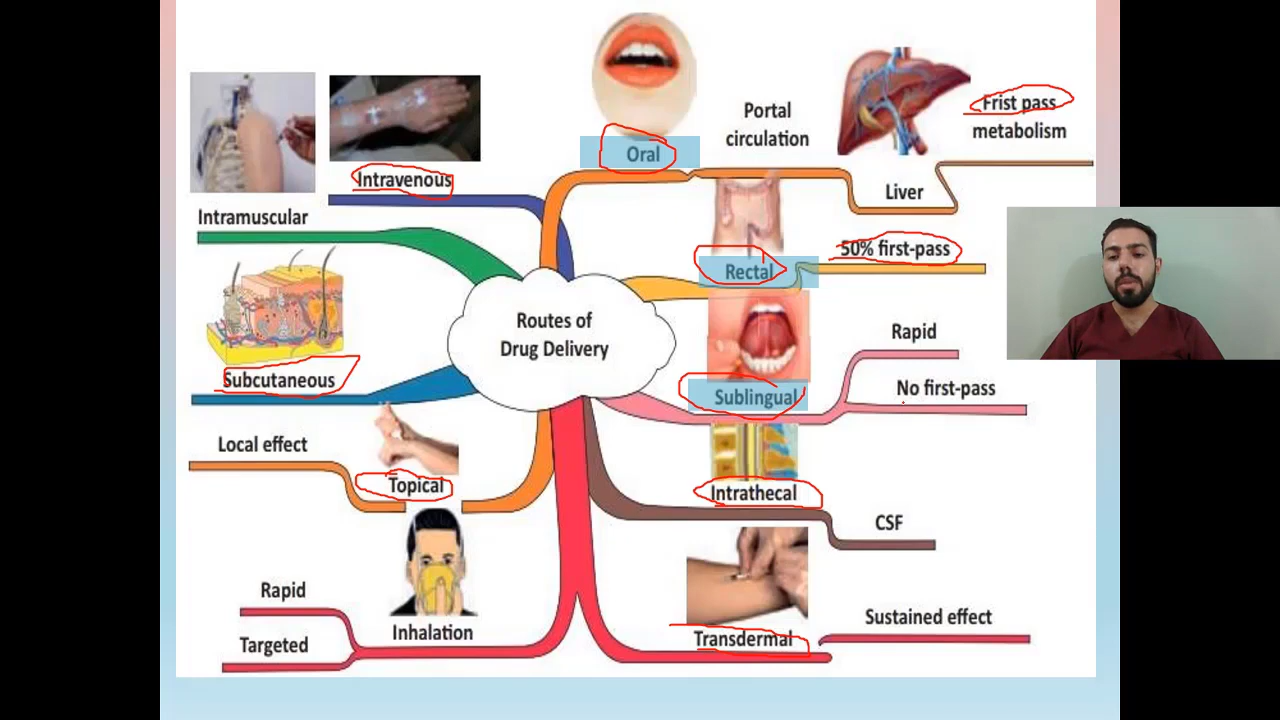 Portal
circulation
Frist pass
metabolism
Oral
Liver
Intravenous
Intramuscular
Rectal
50% first-pass
Routes of
Drug Delivery
Subcutaneous
Sublingual
Rapid
No first-pass
Local effect
Topical
Intrathecal
CSF
Rapid
Targeted
Inhalation
Transdermal
Sustained effect